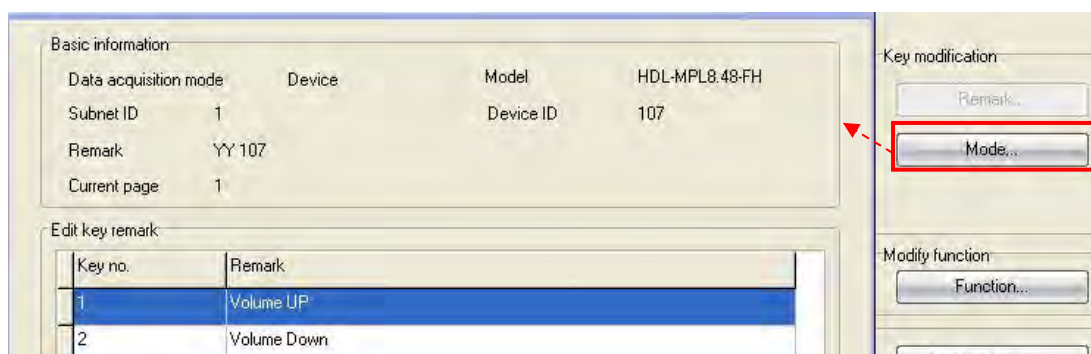 Basic information
Data acquisition mode Device Model HDL-MPL8.48-FH
Subnet ID 1 Device ID 107
Remark YY 107
Current page 1
Edit key remark
Key no. Remark
1 Volume UP
2 Volume Down
Key modification
Remark...
Mode...
Modify function
Function...